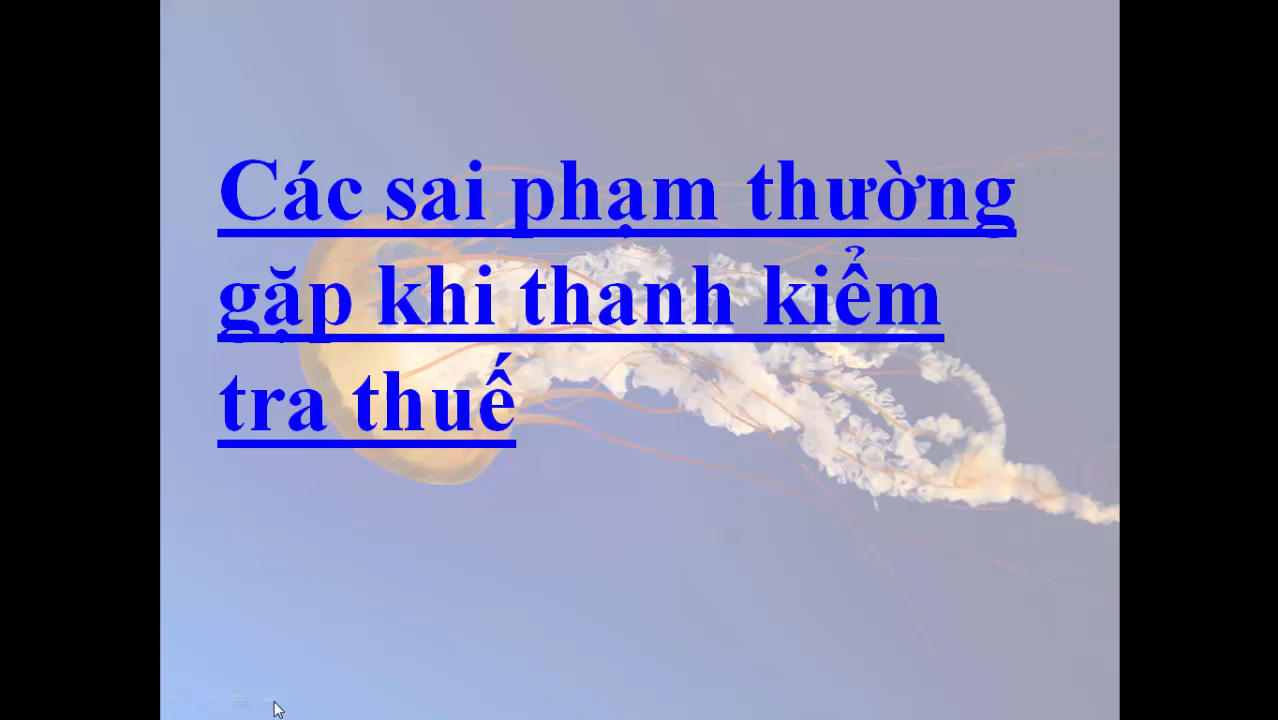 Các sai phạm thường
gặp khi thanh kiểm
tra thuế